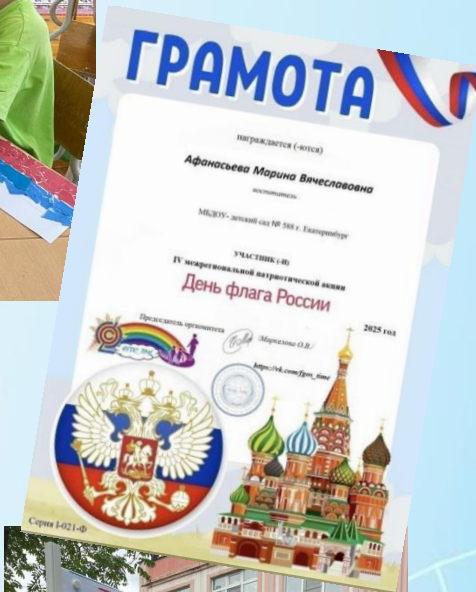 ГРАМОТА
награждается (-ются)
Афанасьева Марина Вячеславовна
воспитатель
МБДОУ- детский сад № 588 г. Екатеринбург
УЧАСТНИК (-И)
IV межрегиональной патриотической акции
День флага России
2025 год
Председатель оргкомитета
/Маркелова О.В./
https://vk.com/fgos_time
Серия I-021-Ф